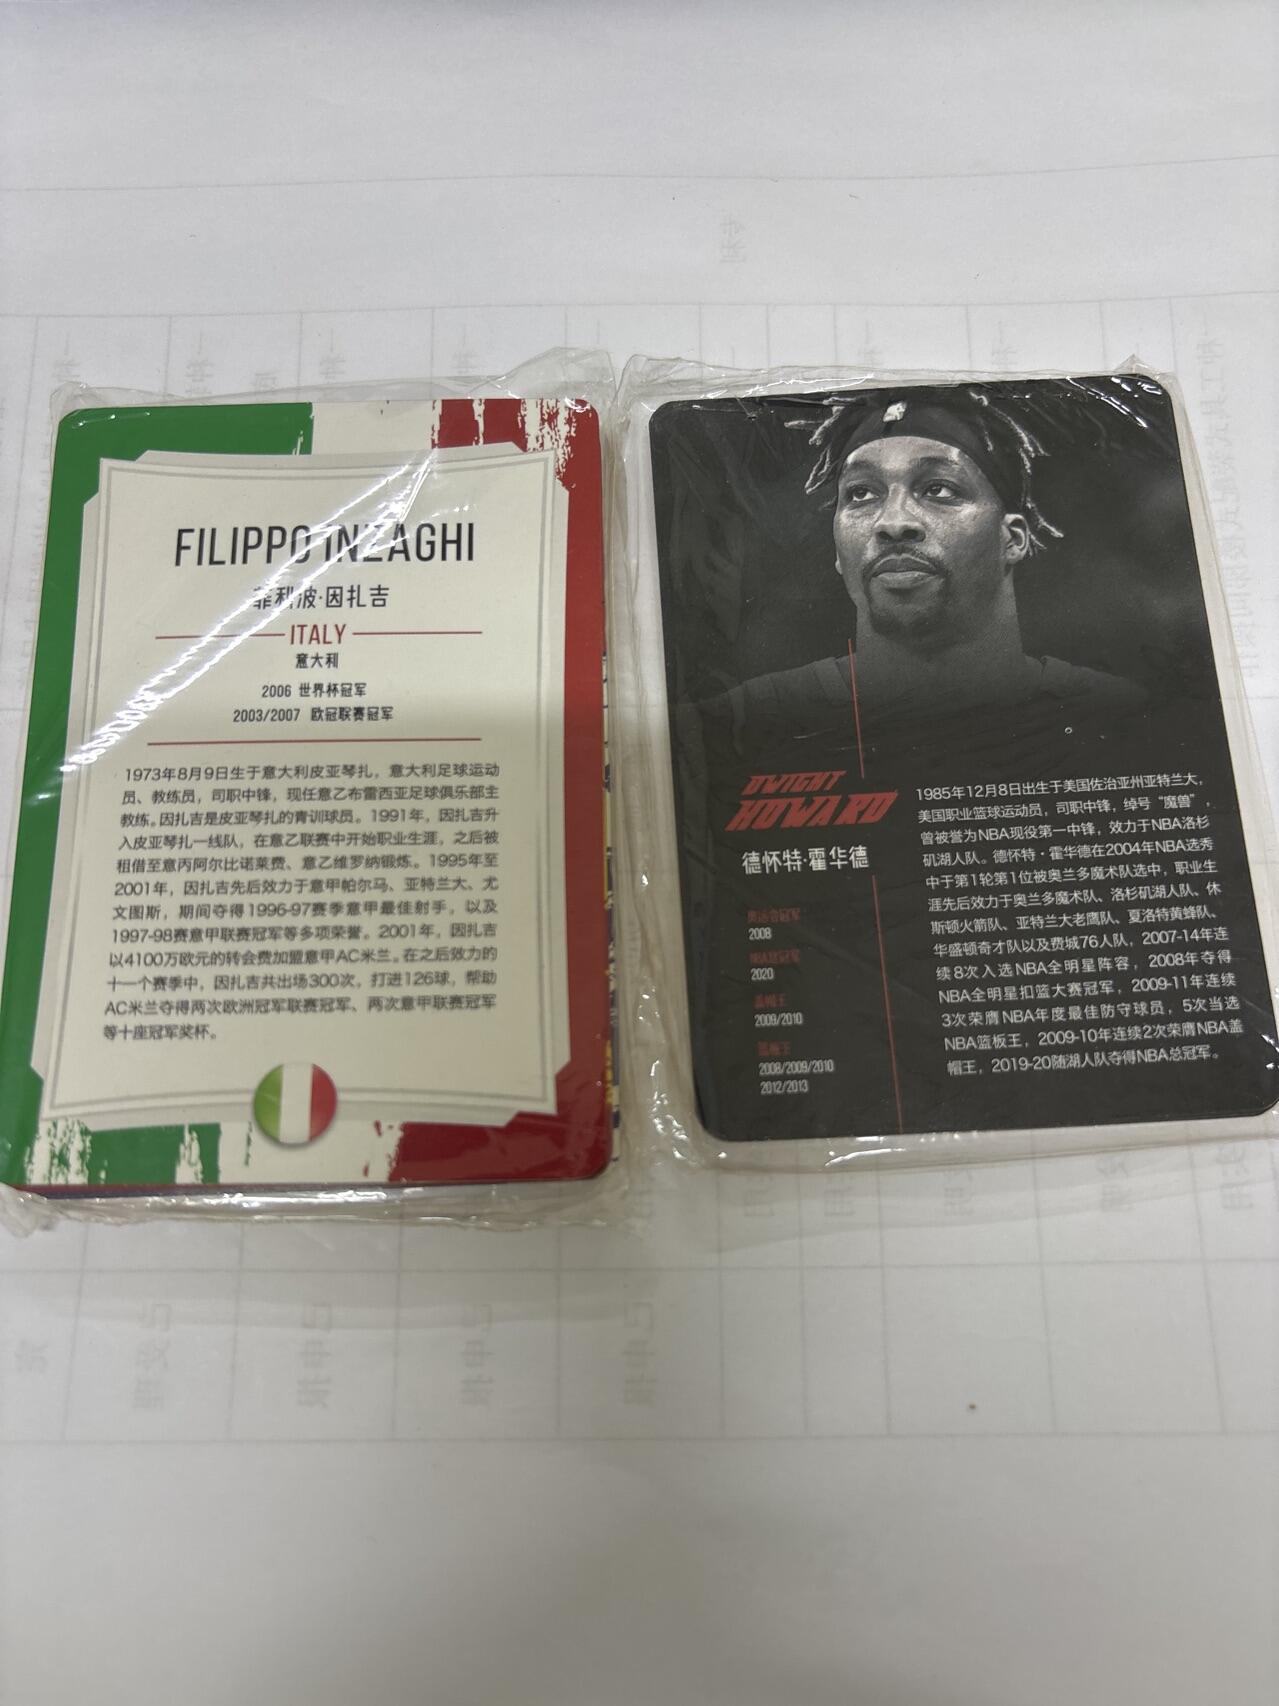 FILIPPO INZAGHI
菲利波·因扎吉
ITALY
意大利
2006 世界杯冠军
2003/2007 欧冠联赛冠军
1973年8月9日生于意大利皮亚琴扎，意大利足球运动
员、教练员，司职中锋，现任意乙布雷西亚足球俱乐部主
教练。因扎吉是皮亚琴扎的青训球员。1991年，因扎吉升
入皮亚琴扎一线队，在意乙联赛中开始职业生涯，之后被
租借至意丙阿尔比诺莱费、意乙维罗纳锻炼。1995年至
2001年，因扎吉先后效力于意甲帕尔马、亚特兰大、尤
文图斯，期间夺得1996-97赛季意甲最佳射手，以及
1997-98赛意甲联赛冠军等多项荣誉。2001年，因扎吉
以4100万欧元的转会费加盟意甲AC米兰。在之后效力的
十一个赛季中，因扎吉共出场300次，打进126球，帮助
AC米兰夺得两次欧洲冠军联赛冠军、两次意甲联赛冠军
等十座冠军奖杯。
DWIGHT
HOWARD
德怀特·霍华德
奥运会冠军
2008
NBA总冠军
2020
盖帽王
2009/2010
篮板王
2008/2009/2010
2012/2013
1985年12月8日出生于美国佐治亚州亚特兰大，
美国职业篮球运动员，司职中锋，绰号“魔兽”，
曾被誉为NBA现役第一中锋，效力于NBA洛杉
矶湖人队。德怀特·霍华德在2004年NBA选秀
中于第1轮第1位被奥兰多魔术队选中，职业生
涯先后效力于奥兰多魔术队、洛杉矶湖人队、休
斯顿火箭队、亚特兰大老鹰队、夏洛特黄蜂队、
华盛顿奇才队以及费城76人队，2007-14年连
续8次入选NBA全明星阵容，2008年夺得
NBA全明星扣篮大赛冠军，2009-11年连续
3次荣膺NBA年度最佳防守球员，5次当选
NBA篮板王，2009-10年连续2次荣膺NBA盖
帽王，2019-20随湖人队夺得NBA总冠军。